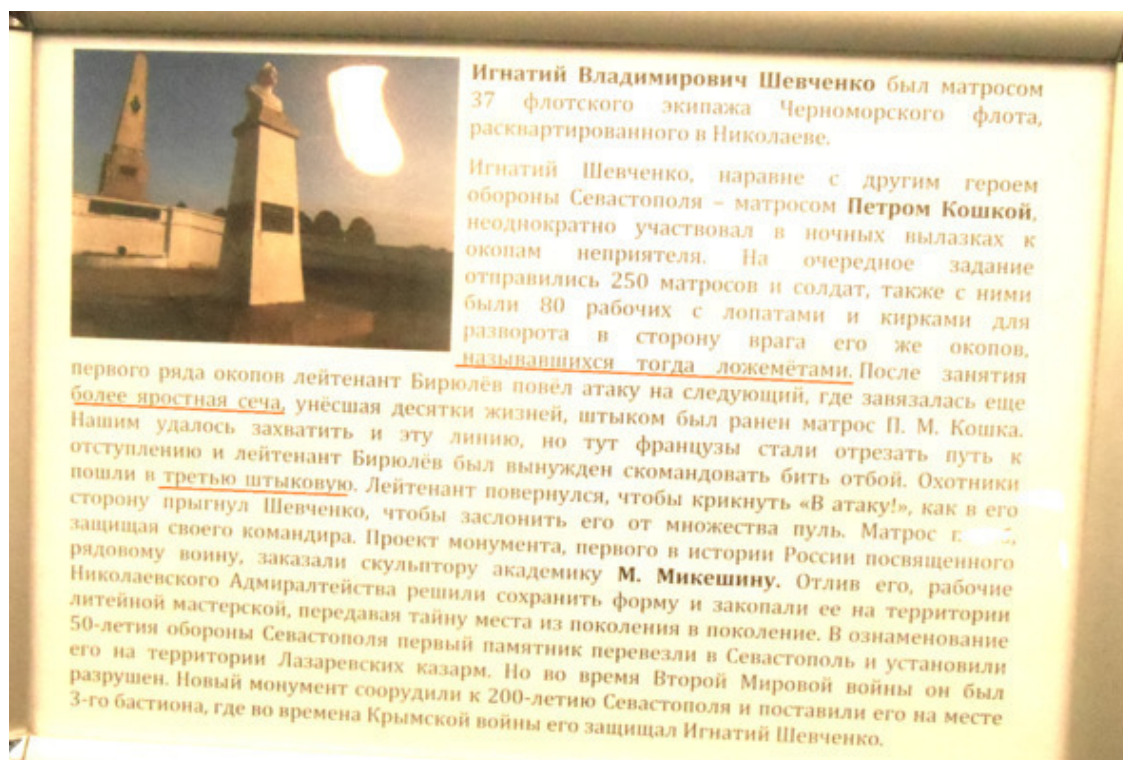 Игнатий Владимирович Шевченко был матросом
37 флотского экипажа Черноморского флота,
расквартированного в Николаеве.
Игнатий Шевченко, наравне с другим героем
обороны Севастополя – матросом Петром Кошкой,
неоднократно участвовал в ночных вылазках к
окопам неприятеля. На очередное задание
отправились 250 матросов и солдат, также с ними
были 80 рабочих с лопатами и кирками для
разворота в сторону врага его же окопов,
называвшихся тогда ложемётами. После занятия
первого ряда окопов лейтенант Бирюлёв повёл атаку на следующий, где завязалась еще
более яростная сеча, унёсшая десятки жизней, штыком был ранен матрос П. М. Кошка.
Нашим удалось захватить и эту линию, но тут французы стали отрезать путь к
отступлению и лейтенант Бирюлёв был вынужден скомандовать бить отбой. Охотники
пошли в третью штыковую. Лейтенант повернулся, чтобы крикнуть «В атаку!», как в его
сторону прыгнул Шевченко, чтобы заслонить его от множества пуль. Матрос
защищая своего командира. Проект монумента, первого в истории России посвященного
рядовому воину, заказали скульптору академику М. Микешину. Отлив его, рабочие
Николаевского Адмиралтейства решили сохранить форму и закопали ее на территории
литейной мастерской, передавая тайну места из поколения в поколение. В ознаменование
50-летия обороны Севастополя первый памятник перевезли в Севастополь и установили
его на территории Лазаревских казарм. Но во время Второй Мировой войны он был
разрушен. Новый монумент соорудили к 200-летию Севастополя и поставили его на месте
3-го бастиона, где во времена Крымской войны его защищал Игнатий Шевченко.